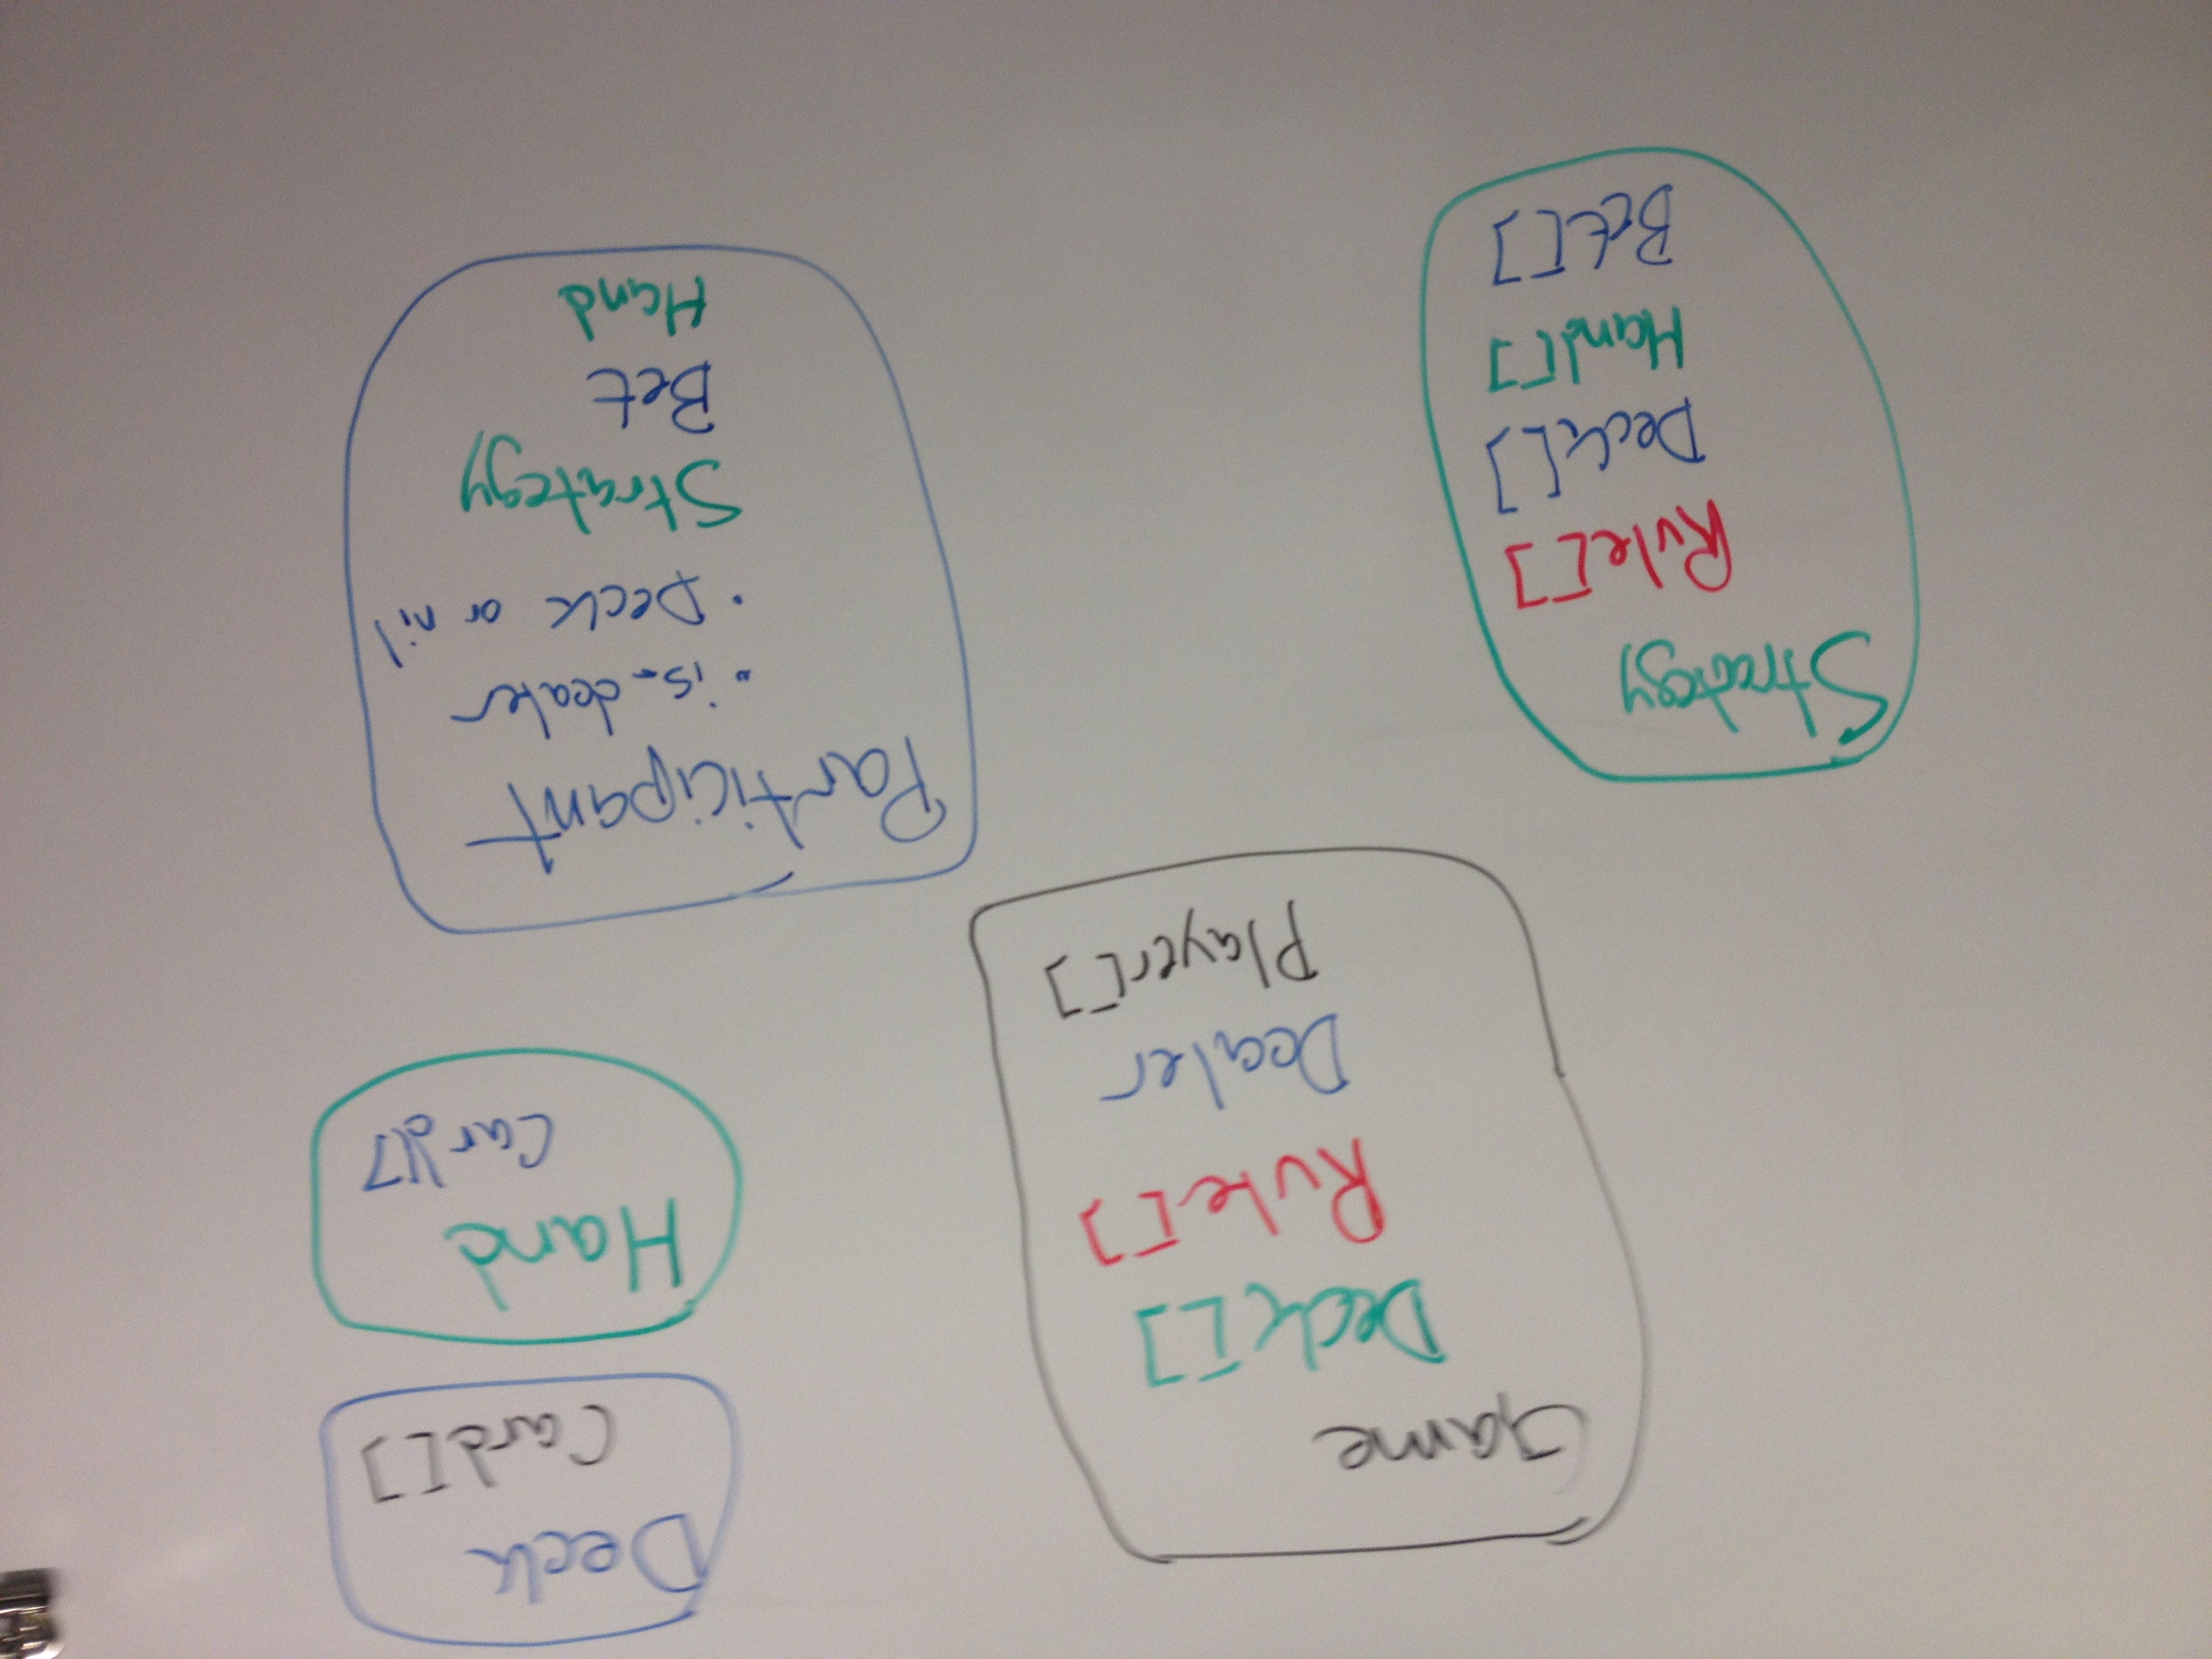 Game
Deck[]
Rule[]
Dealer
Player[]
Deck
Card[]
Hand
Card[]
Participant
• is_dealer
• Deck or nil
Strategy
Bet
Hand
Strategy
Rule[]
Deck[]
Hand[]
Bet[]